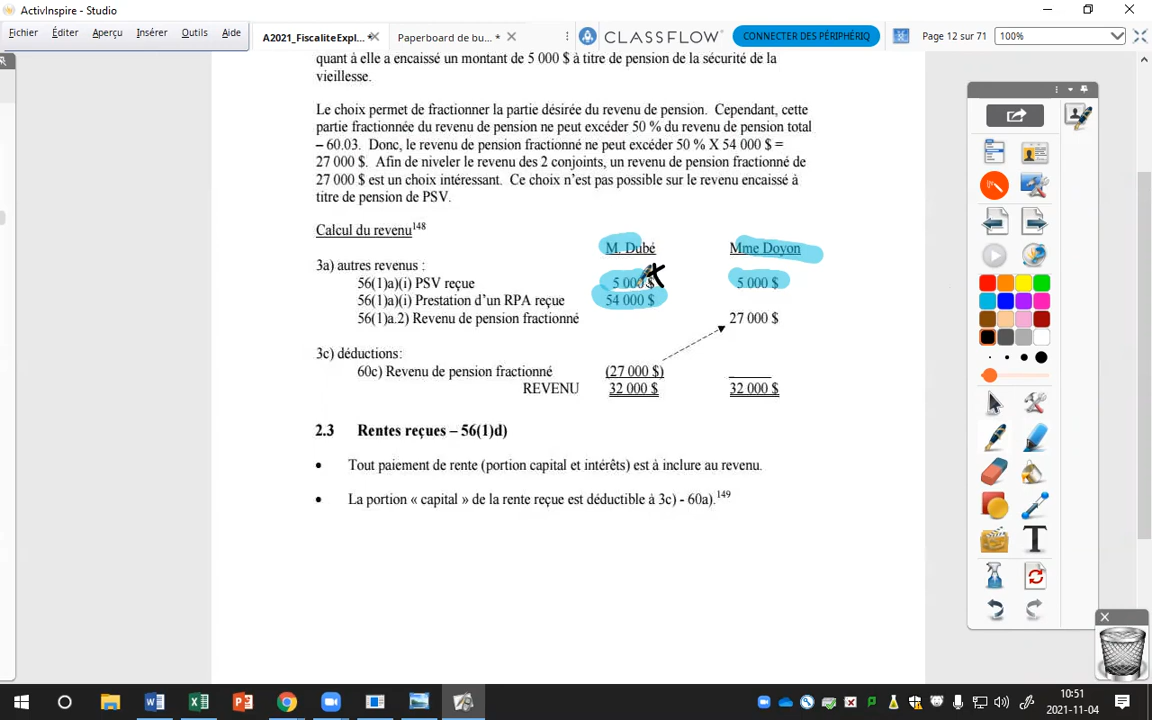 ActivInspire - Studio
Fichier Éditer Aperçu Insérer Outils Aide
A2021_FiscaliteExpl... * Paperboard de bu... * CLASSFLOW CONNECTER DES PÉRIPHÉRIQ Page 12 sur 71 100%
quant à elle a encaissé un montant de 5 000 $ à titre de pension de la sécurité de la
vieillesse.
Le choix permet de fractionner la partie désirée du revenu de pension. Cependant, cette
partie fractionnée du revenu de pension ne peut excéder 50 % du revenu de pension total
– 60.03. Donc, le revenu de pension fractionné ne peut excéder 50 % X 54 000 $ =
27 000 $. Afin de niveler le revenu des 2 conjoints, un revenu de pension fractionné de
27 000 $ est un choix intéressant. Ce choix n'est pas possible sur le revenu encaissé à
titre de pension de PSV.
Calcul du revenu148
M. Dubé Mme Doyon
3a) autres revenus :
56(1)a)(i) PSV reçue 5 000 $ 5 000 $
56(1)a)(i) Prestation d'un RPA reçue 54 000 $
56(1)a.2) Revenu de pension fractionné 27 000 $
3c) déductions:
60c) Revenu de pension fractionné (27 000 $)
REVENU 32 000 $ 32 000 $
2.3 Rentes reçues – 56(1)d)
• Tout paiement de rente (portion capital et intérêts) est à inclure au revenu.
• La portion « capital » de la rente reçue est déductible à 3c) - 60a).149
10:51
2021-11-04